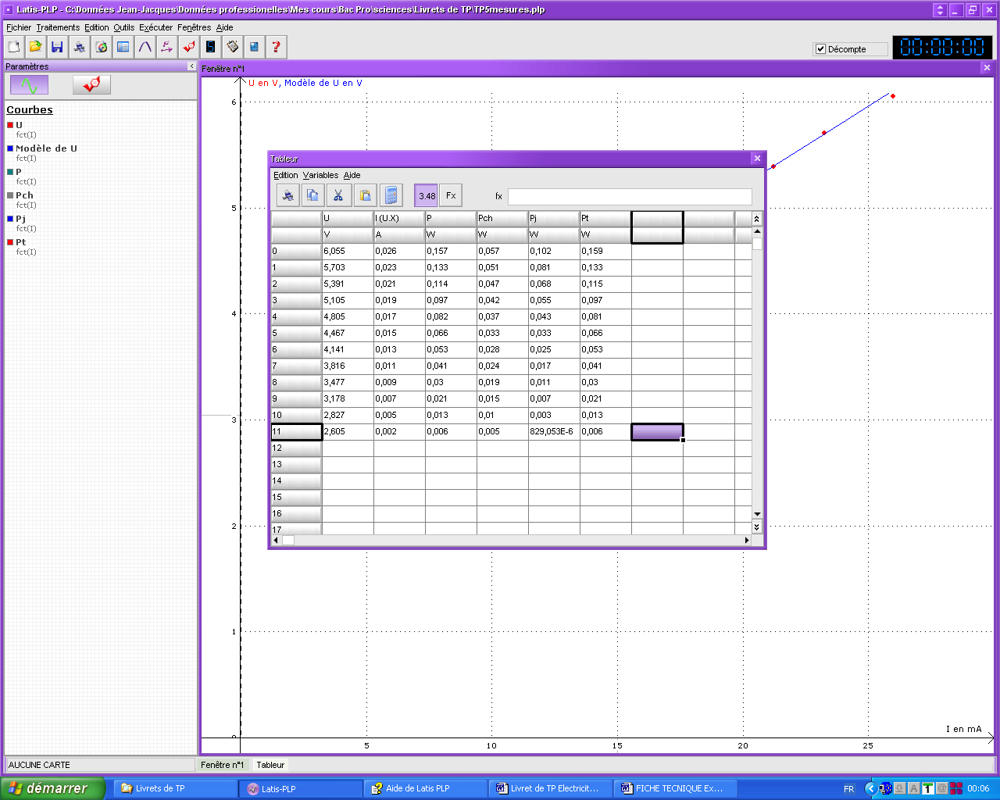 Latis-PLP - C:\Données Jean-Jacques\Données professionelles\Mes cours\Bac Pro\sciences\Livrets de TP\TP5mesures.plp
Fichier Traitements Edition Outils Exécuter Fenêtres Aide
Décompte
00:00:00
Paramètres
Fenêtre n°1
Courbes
U
fct(I)
Modèle de U
fct(I)
P
fct(I)
Pch
fct(I)
Pj
fct(I)
Pt
fct(I)
U en V, Modèle de U en V
6
5
4
3
2
1
0
5 10 15 20 25
I en mA
Tableur
Edition Variables Aide
3.48 Fx fx
U I (U.X) P Pch Pj Pt
V A W W W W
0 6,055 0,026 0,157 0,057 0,102 0,159
1 5,703 0,023 0,133 0,051 0,081 0,133
2 5,391 0,021 0,114 0,047 0,068 0,115
3 5,105 0,019 0,097 0,042 0,055 0,097
4 4,805 0,017 0,082 0,037 0,043 0,081
5 4,467 0,015 0,066 0,033 0,033 0,066
6 4,141 0,013 0,053 0,028 0,025 0,053
7 3,816 0,011 0,041 0,024 0,017 0,041
8 3,477 0,009 0,03 0,019 0,011 0,03
9 3,178 0,007 0,021 0,015 0,007 0,021
10 2,827 0,005 0,013 0,01 0,003 0,013
11 2,605 0,002 0,006 0,005 829,053E-6 0,006
12
13
14
15
16
17
AUCUNE CARTE
Fenêtre n°1 Tableur
démarrer
Livrets de TP
Latis-PLP
Aide de Latis PLP
Livret de TP Electricit...
FICHE TECHNIQUE Ex...
FR
00:06